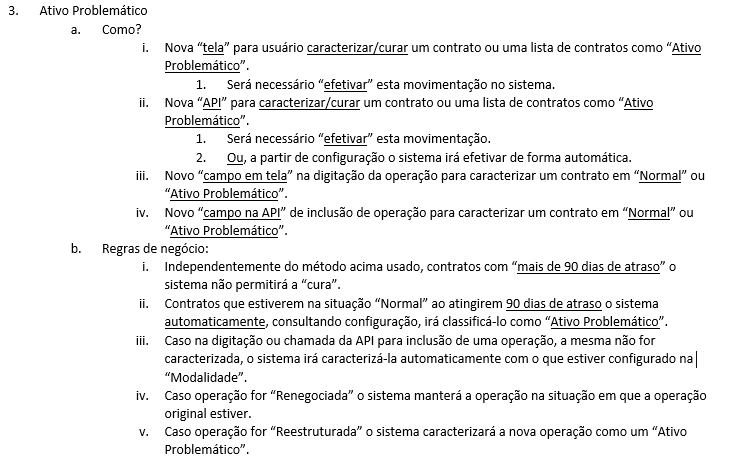 3. Ativo Problemático
a. Como?
i. Nova “tela” para usuário caracterizar/curar um contrato ou uma lista de contratos como “Ativo
Problemático”.
1. Será necessário “efetivar” esta movimentação no sistema.
ii. Nova “API” para caracterizar/curar um contrato ou uma lista de contratos como “Ativo
Problemático”.
1. Será necessário “efetivar” esta movimentação.
2. Ou, a partir de configuração o sistema irá efetivar de forma automática.
iii. Novo “campo em tela” na digitação da operação para caracterizar um contrato em “Normal” ou
“Ativo Problemático”.
iv. Novo “campo na API” de inclusão de operação para caracterizar um contrato em “Normal” ou
“Ativo Problemático”.
b. Regras de negócio:
i. Independentemente do método acima usado, contratos com “mais de 90 dias de atraso” o
sistema não permitirá a “cura”.
ii. Contratos que estiverem na situação “Normal” ao atingirem 90 dias de atraso o sistema
automaticamente, consultando configuração, irá classificá-lo como “Ativo Problemático”.
iii. Caso na digitação ou chamada da API para inclusão de uma operação, a mesma não for
caracterizada, o sistema irá caracterizá-la automaticamente com o que estiver configurado na
“Modalidade”.
iv. Caso operação for “Renegociada” o sistema manterá a operação na situação em que a operação
original estiver.
v. Caso operação for “Reestruturada” o sistema caracterizará a nova operação como um “Ativo
Problemático”.